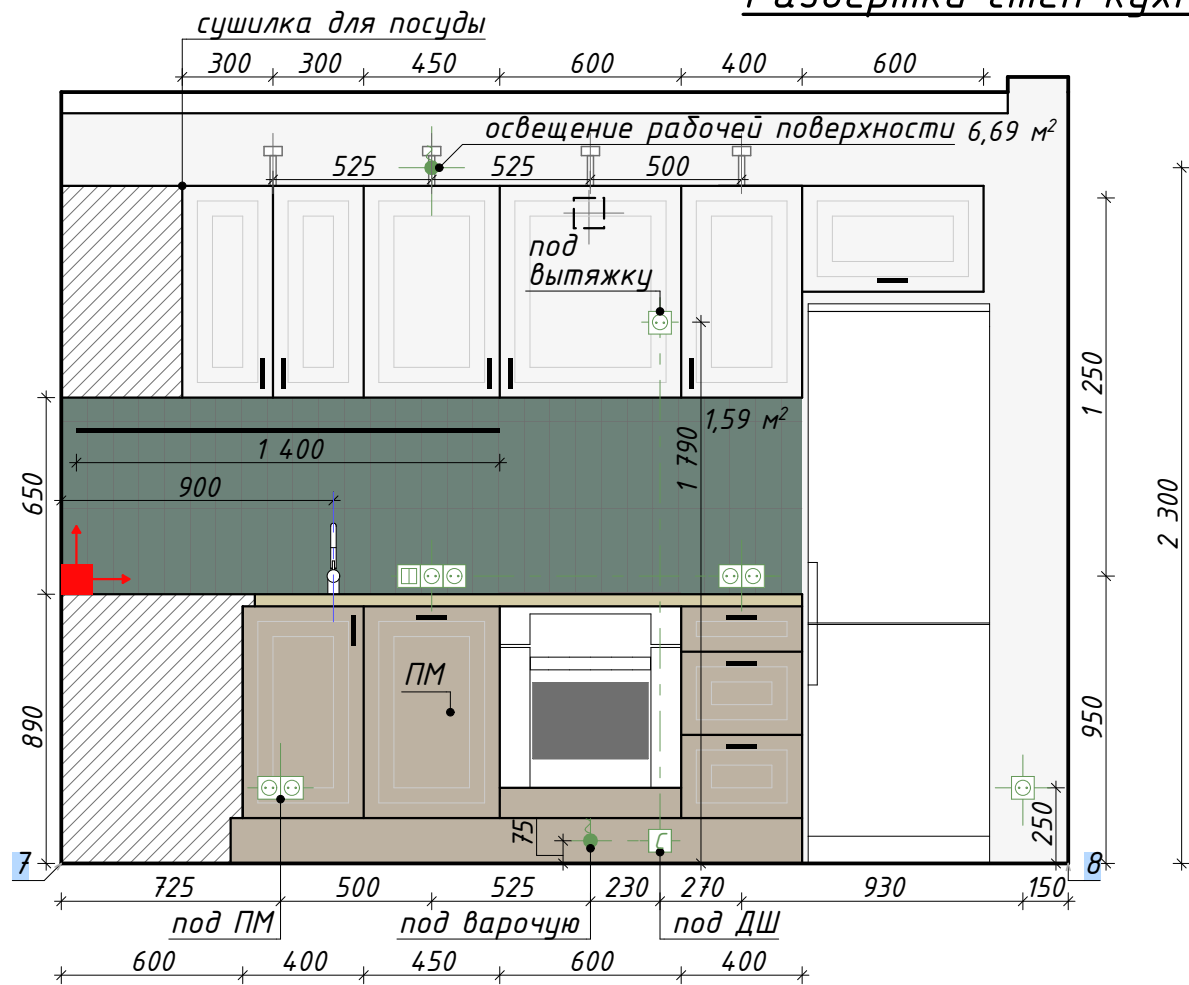 Развертка стен кухн
сушилка для посуды
300 300 450 600 400 600
освещение рабочей поверхности 6,69 м²
525 525 500
под
вытяжку
1 250
1,59 м²
1 400
1 790
900
650
2 300
ПМ
890
950
75
250
7
8
725 500 525 230 270 930 150
под ПМ под варочую под ДШ
600 400 450 600 400